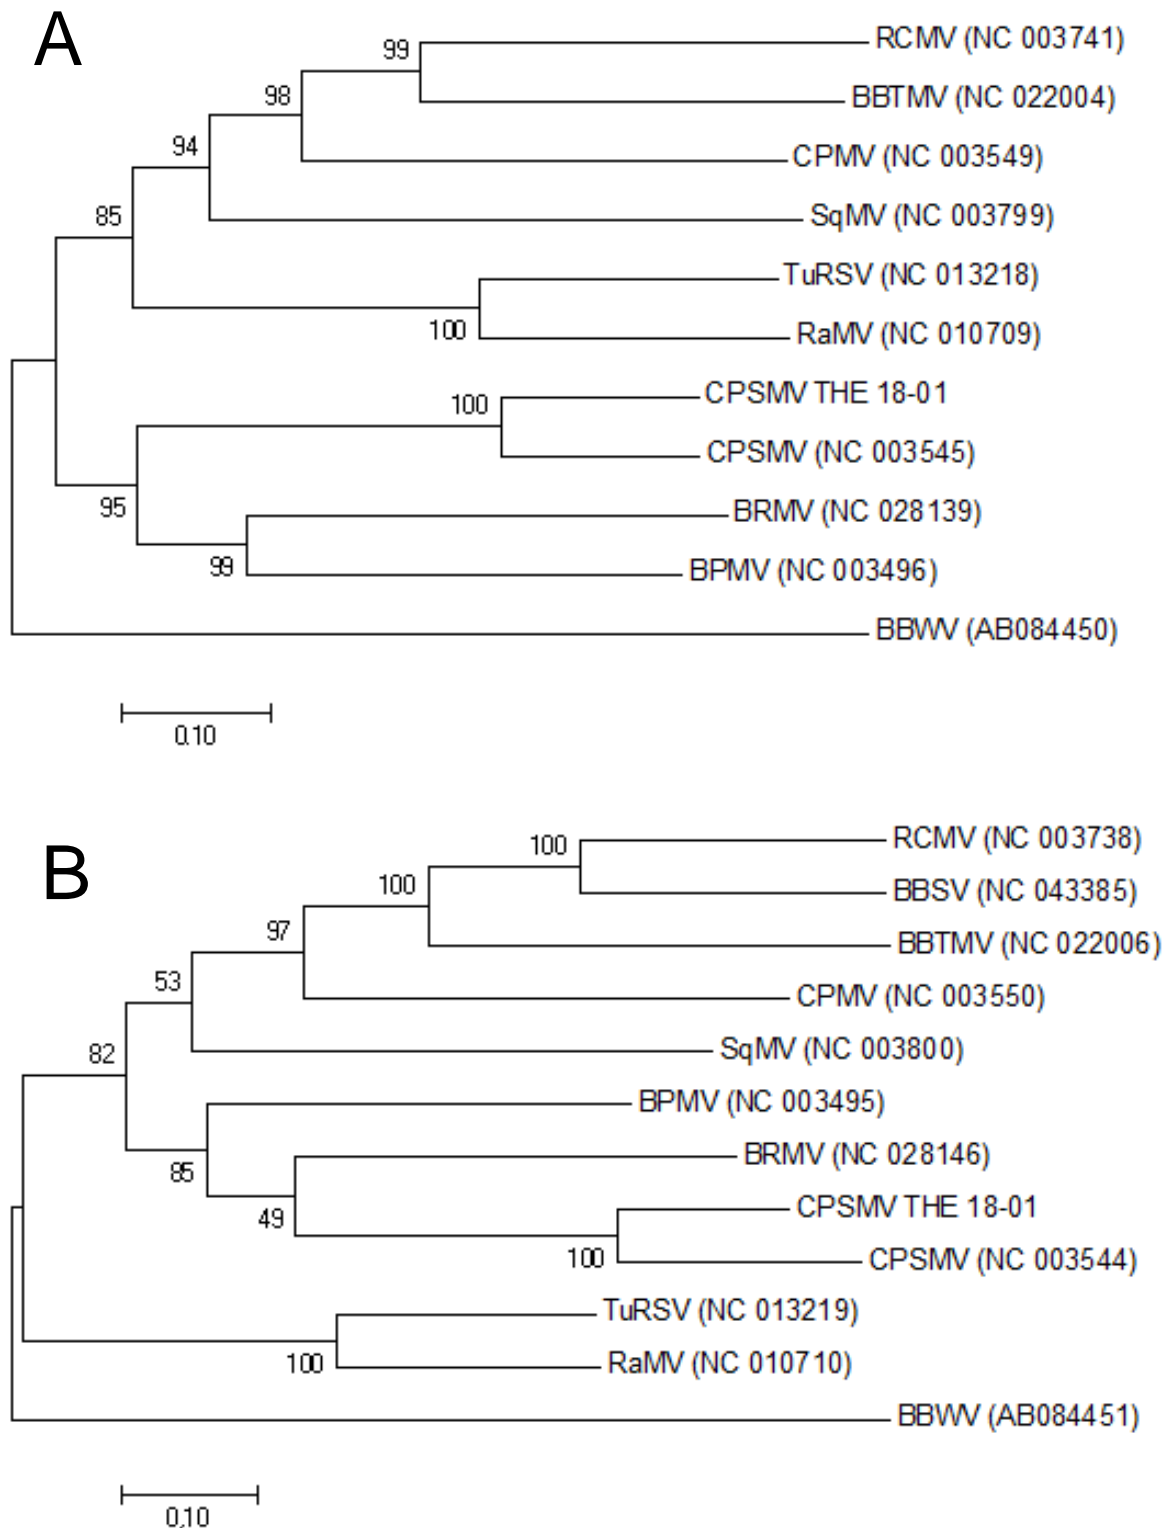 A
99
RCMV (NC 003741)
98
BBTMV (NC 022004)
94
CPMV (NC 003549)
85
SqMV (NC 003799)
TuRSV (NC 013218)
100
RaMV (NC 010709)
100
CPSMV THE 18-01
CPSMV (NC 003545)
95
BRMV (NC 028139)
99
BPMV (NC 003496)
BBWV (AB084450)
0.10
B
100
RCMV (NC 003738)
100
BBSV (NC 043385)
97
BBTMV (NC 022006)
53
CPMV (NC 003550)
82
SqMV (NC 003800)
BPMV (NC 003495)
85
BRMV (NC 028146)
49
CPSMV THE 18-01
100
CPSMV (NC 003544)
TuRSV (NC 013219)
100
RaMV (NC 010710)
BBWV (AB084451)
0.10